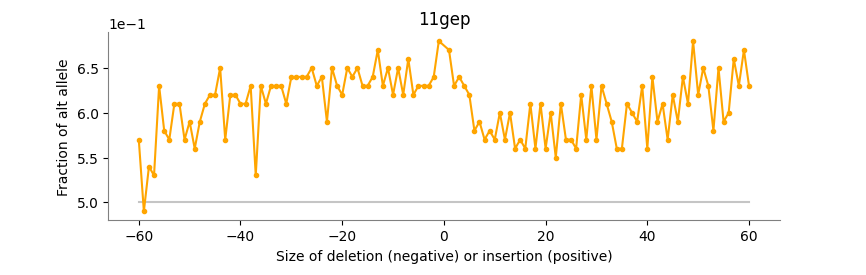 11gep
1e−1
Fraction of alt allele
6.5
6.0
5.5
5.0
−60 −40 −20 0 20 40 60
Size of deletion (negative) or insertion (positive)